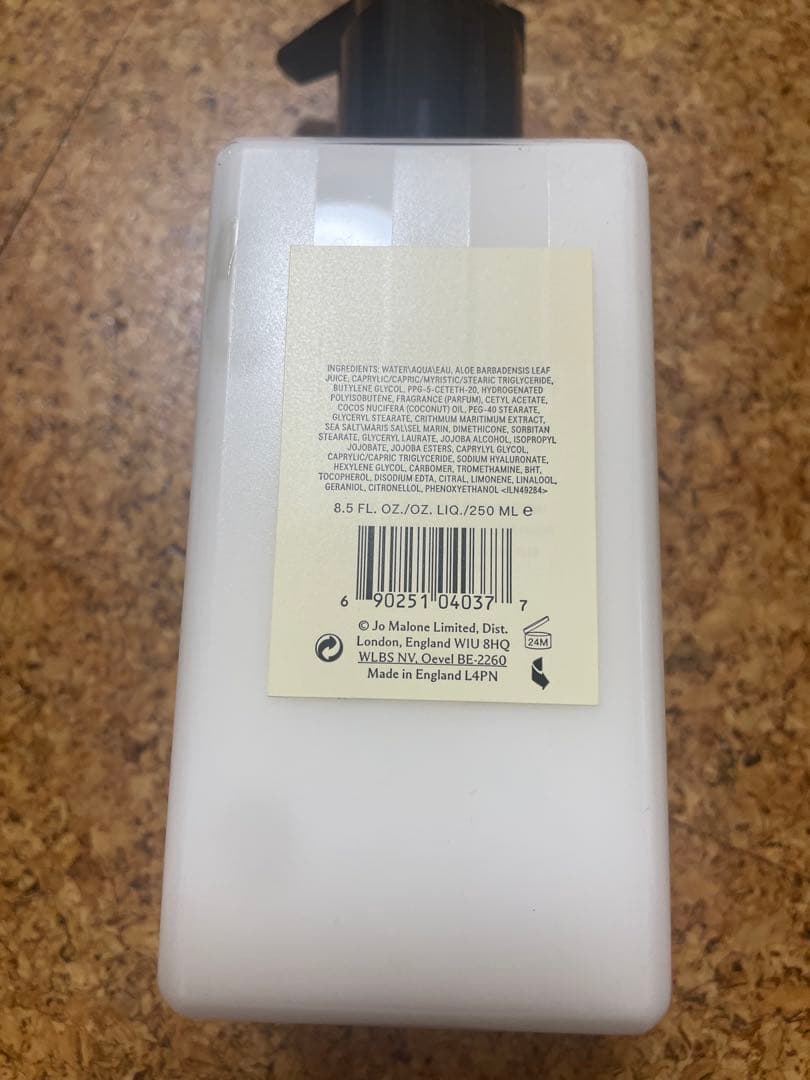 INGREDIENTS: WATER\AQUA\EAU, ALOE BARBADENSIS LEAF
JUICE, CAPRYLIC/CAPRIC/MYRISTIC/STEARIC TRIGLYCERIDE,
BUTYLENE GLYCOL, PPG-5-CETETH-20, HYDROGENATED
POLYISOBUTENE, FRAGRANCE (PARFUM), CETYL ACETATE,
COCOS NUCIFERA (COCONUT) OIL, PEG-40 STEARATE,
GLYCERYL STEARATE, CRITHMUM MARITIMUM EXTRACT,
SEA SALT\MARIS SAL\SEL MARIN, DIMETHICONE, SORBITAN
STEARATE, GLYCERYL LAURATE, JOJOBA ALCOHOL, ISOPROPYL
JOJOBATE, JOJOBA ESTERS, CAPRYLYL GLYCOL,
CAPRYLIC/CAPRIC TRIGLYCERIDE, SODIUM HYALURONATE,
HEXYLENE GLYCOL, CARBOMER, TROMETHAMINE, BHT,
TOCOPHEROL, DISODIUM EDTA, CITRAL, LIMONENE, LINALOOL,
GERANIOL, CITRONELLOL, PHENOXYETHANOL <ILN49284>
8.5 FL. OZ./OZ. LIQ./250 ML ℮
6 90251 04037 7
© Jo Malone Limited, Dist.
London, England W1U 8HQ
WLBS NV, Oevel BE-2260
Made in England L4PN
24M